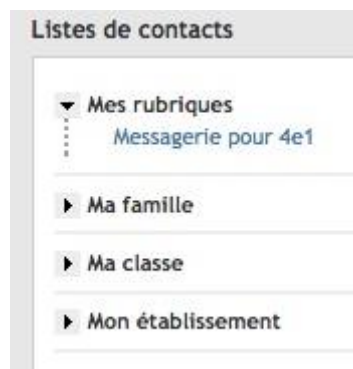 Listes de contacts
Mes rubriques
Messagerie pour 4e1
Ma famille
Ma classe
Mon établissement